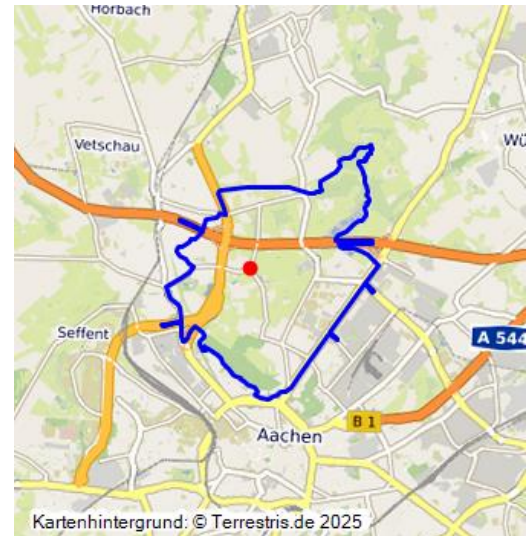 Horbach
Vetschau
Wü
Seffent
A 544
B 1
Aachen
Kartenhintergrund: © Terrestris.de 2025